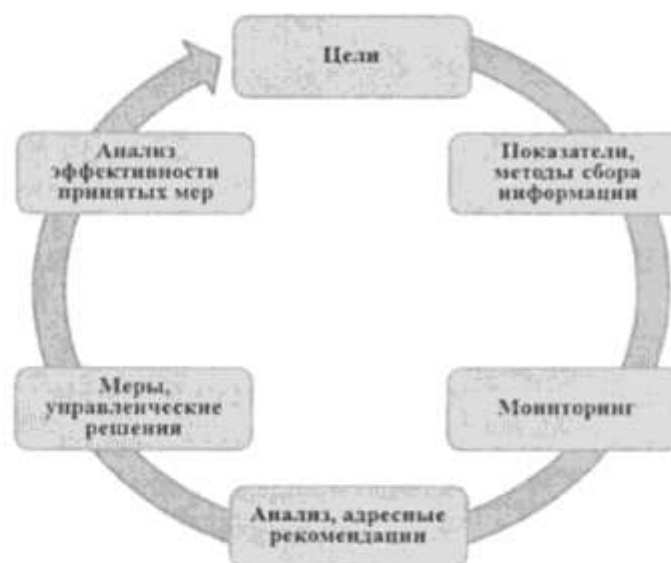 Цели
Показатели,
методы сбора
информации
Мониторинг
Анализ, адресные
рекомендации
Меры,
управленческие
решения
Анализ
эффективности
принятых мер